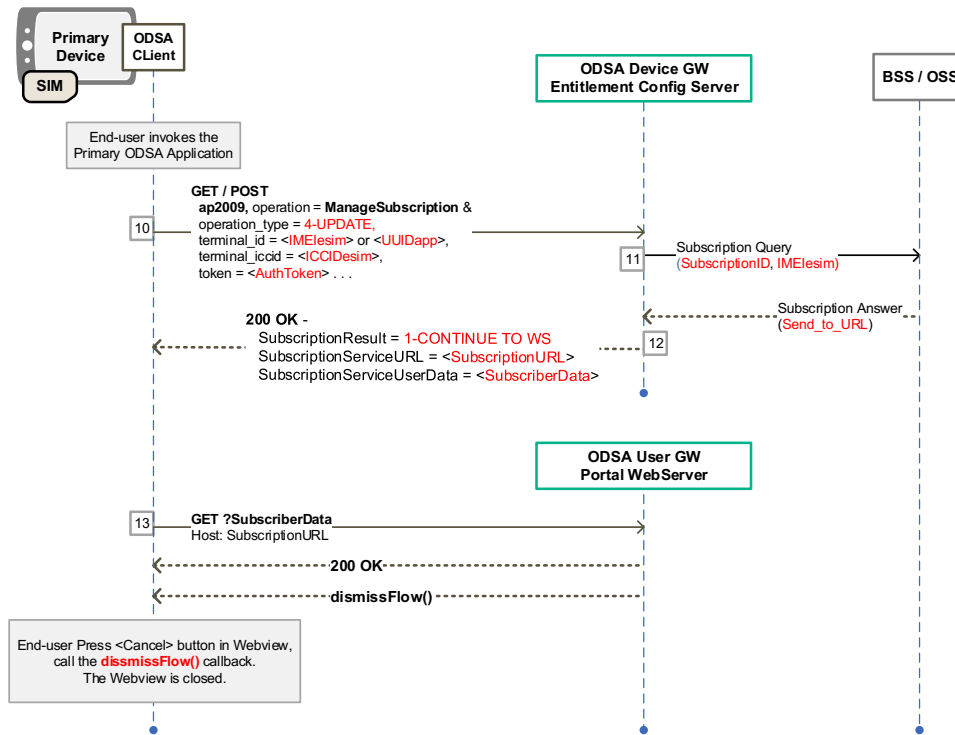 Primary
Device
SIM
ODSA
CLient
ODSA Device GW
Entitlement Config Server
BSS / OSS
End-user invokes the
Primary ODSA Application
10
GET / POST
ap2009, operation = ManageSubscription &
operation_type = 4-UPDATE,
terminal_id = <IMEIesim> or <UUIDapp>,
terminal_iccid = <ICCIDesim>,
token = <AuthToken> . . .
11
Subscription Query
(SubscriptionID, IMEIesim)
Subscription Answer
(Send_to_URL)
12
200 OK -
SubscriptionResult = 1-CONTINUE TO WS
SubscriptionServiceURL = <SubscriptionURL>
SubscriptionServiceUserData = <SubscriberData>
ODSA User GW
Portal WebServer
13
GET ?SubscriberData
Host: SubscriptionURL
200 OK
dismissFlow()
End-user Press <Cancel> button in Webview,
call the dissmissFlow() callback.
The Webview is closed.